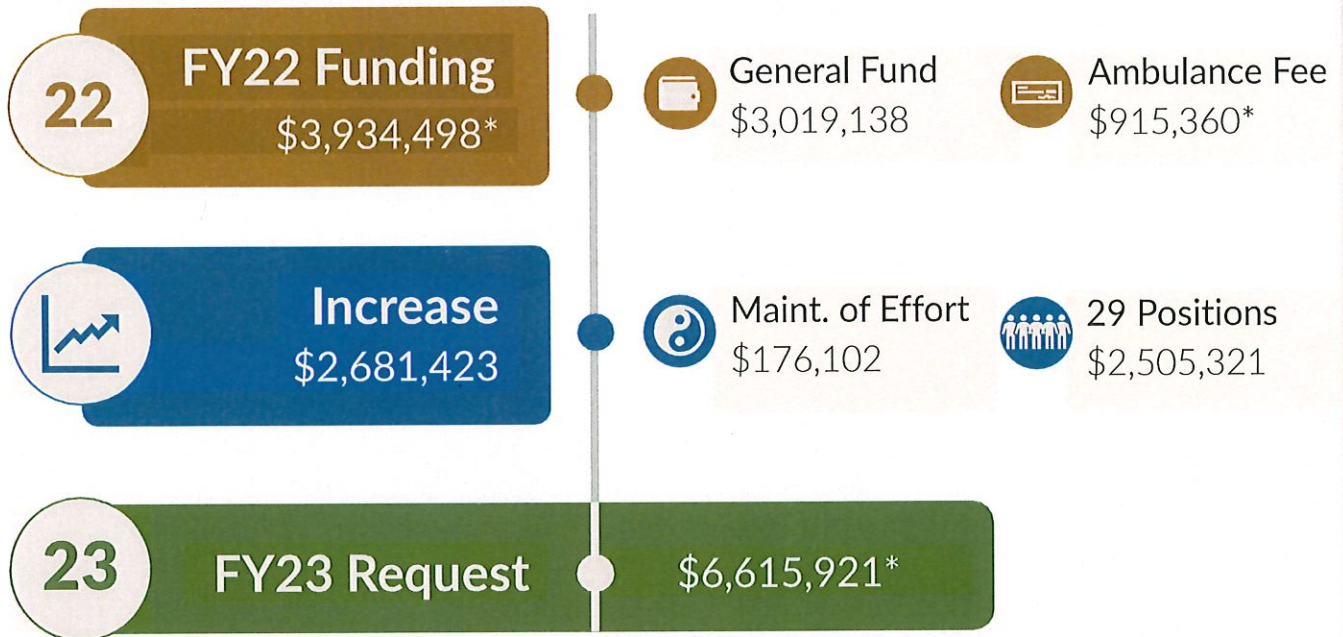 22
FY22 Funding
$3,934,498*
General Fund
$3,019,138
Ambulance Fee
$915,360*
Increase
$2,681,423
Maint. of Effort
$176,102
29 Positions
$2,505,321
23
FY23 Request
$6,615,921*